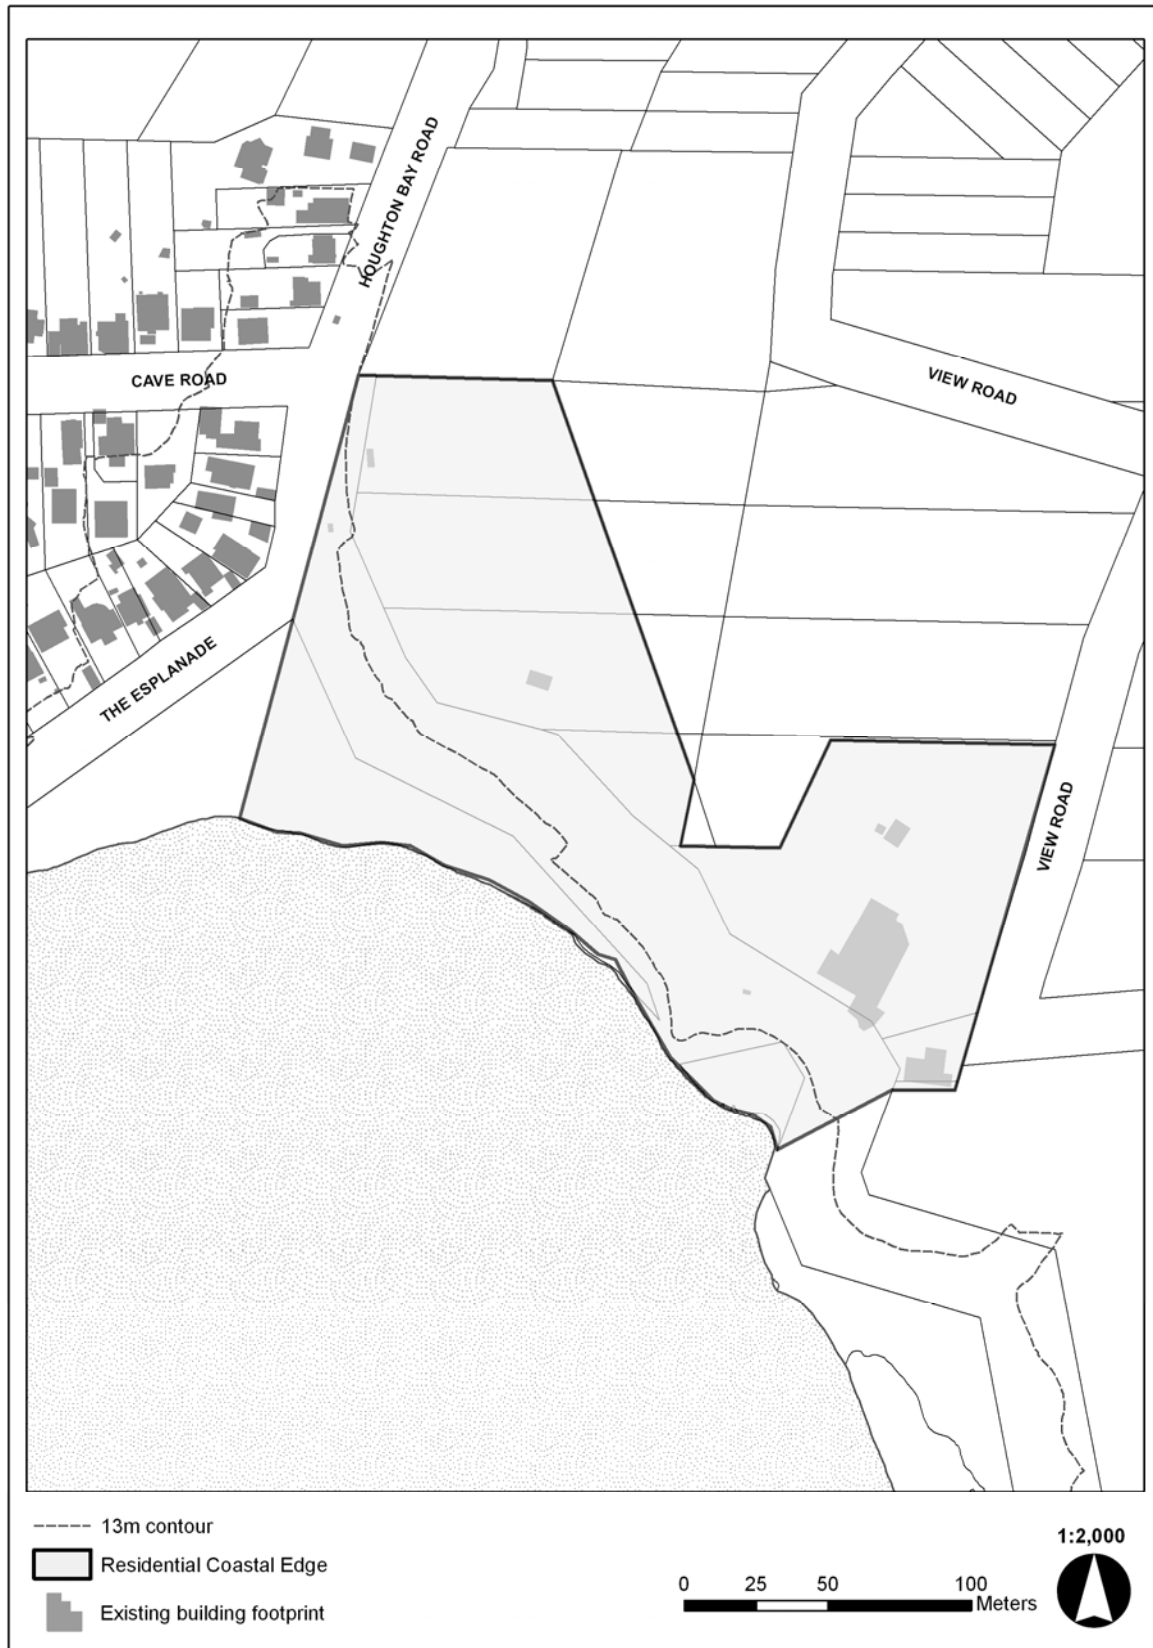 HOUGHTON BAY ROAD
CAVE ROAD
VIEW ROAD
THE ESPLANADE
VIEW ROAD
13m contour
Residential Coastal Edge
Existing building footprint
1:2,000
0 25 50 100
Meters